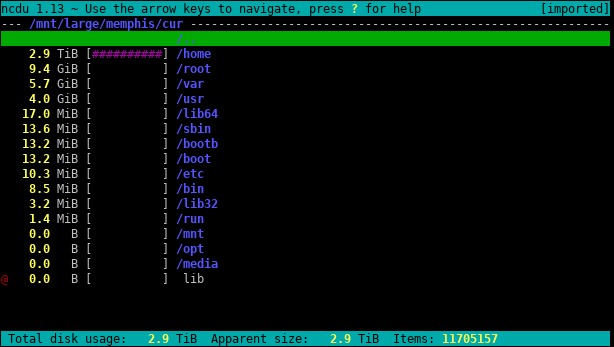 ncdu 1.13 ~ Use the arrow keys to navigate, press ? for help [imported]
/mnt/large/memphis/cur ------------------------------------------------------------
/..
2.9 TiB [##########] /home
9.4 GiB [          ] /root
5.7 GiB [          ] /var
4.0 GiB [          ] /usr
17.0 MiB [          ] /lib64
13.6 MiB [          ] /sbin
13.2 MiB [          ] /bootb
13.2 MiB [          ] /boot
10.3 MiB [          ] /etc
8.5 MiB [          ] /bin
3.2 MiB [          ] /lib32
1.4 MiB [          ] /run
0.0 B [          ] /mnt
0.0 B [          ] /opt
0.0 B [          ] /media
@ 0.0 B [          ] lib
Total disk usage: 2.9 TiB Apparent size: 2.9 TiB Items: 11705157